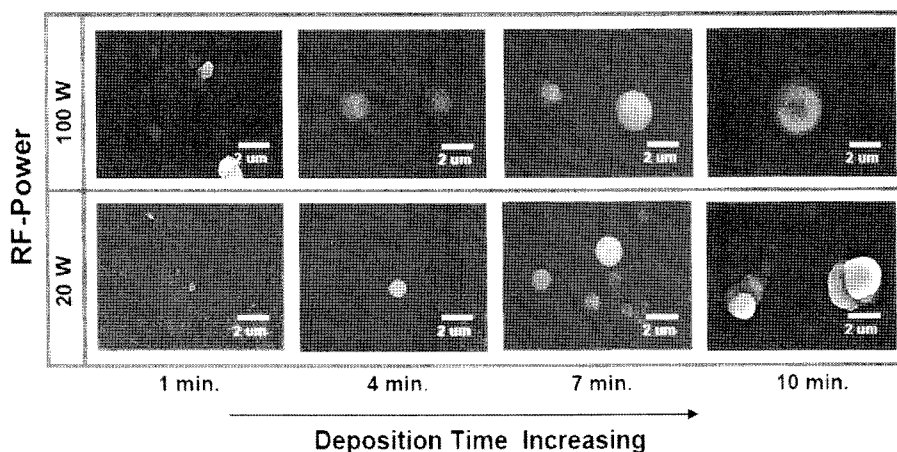 RF-Power
100 W
2 um
2 um
2 um
2 um
20 W
2 um
2 um
2 um
2 um
1 min.
4 min.
7 min.
10 min.
Deposition Time Increasing